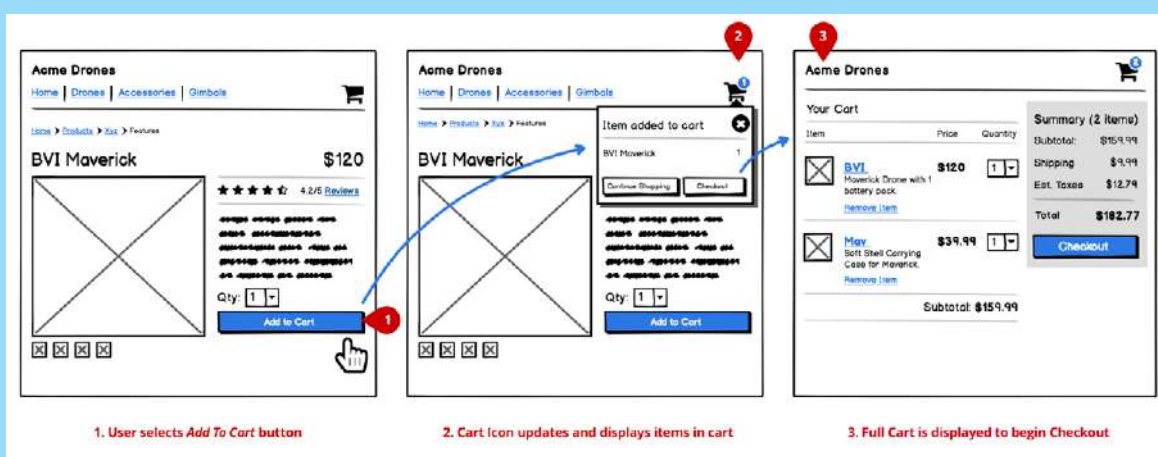 Acme Drones
Home | Drones | Accessories | Gimbals
Home > Products > Xyz > Features
BVI Maverick $120
4.2/5 Reviews
Qty: 1
Add to Cart
1
1. User selects Add To Cart button
2
Acme Drones
1
Home | Drones | Accessories | Gimbals
Home > Products > Xyz > Features
Item added to cart
BVI Maverick 1
Continue Shopping Checkout
BVI Maverick
Qty: 1
Add to Cart
2. Cart Icon updates and displays items in cart
3
Acme Drones
2
Your Cart
Item Price Quantity
BVI $120 1
Maverick Drone with 1
battery pack.
Remove Item
Mav $39.99 1
Soft Shell Carrying
Case for Maverick.
Remove Item
Subtotal: $159.99
Summary (2 items)
Subtotal: $159.99
Shipping $9.99
Est. Taxes $12.79
Total $182.77
Checkout
3. Full Cart is displayed to begin Checkout